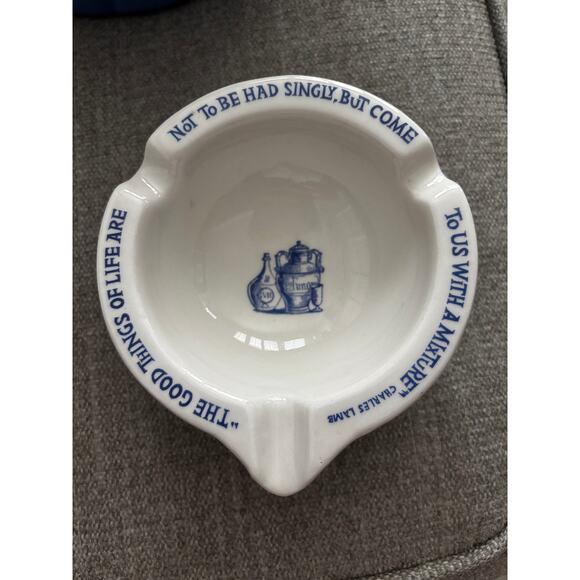 "THE GOOD THINGS OF LIFE ARE
NOT TO BE HAD SINGLY, BUT COME
TO US WITH A MIXTURE"
CHARLES LAMB